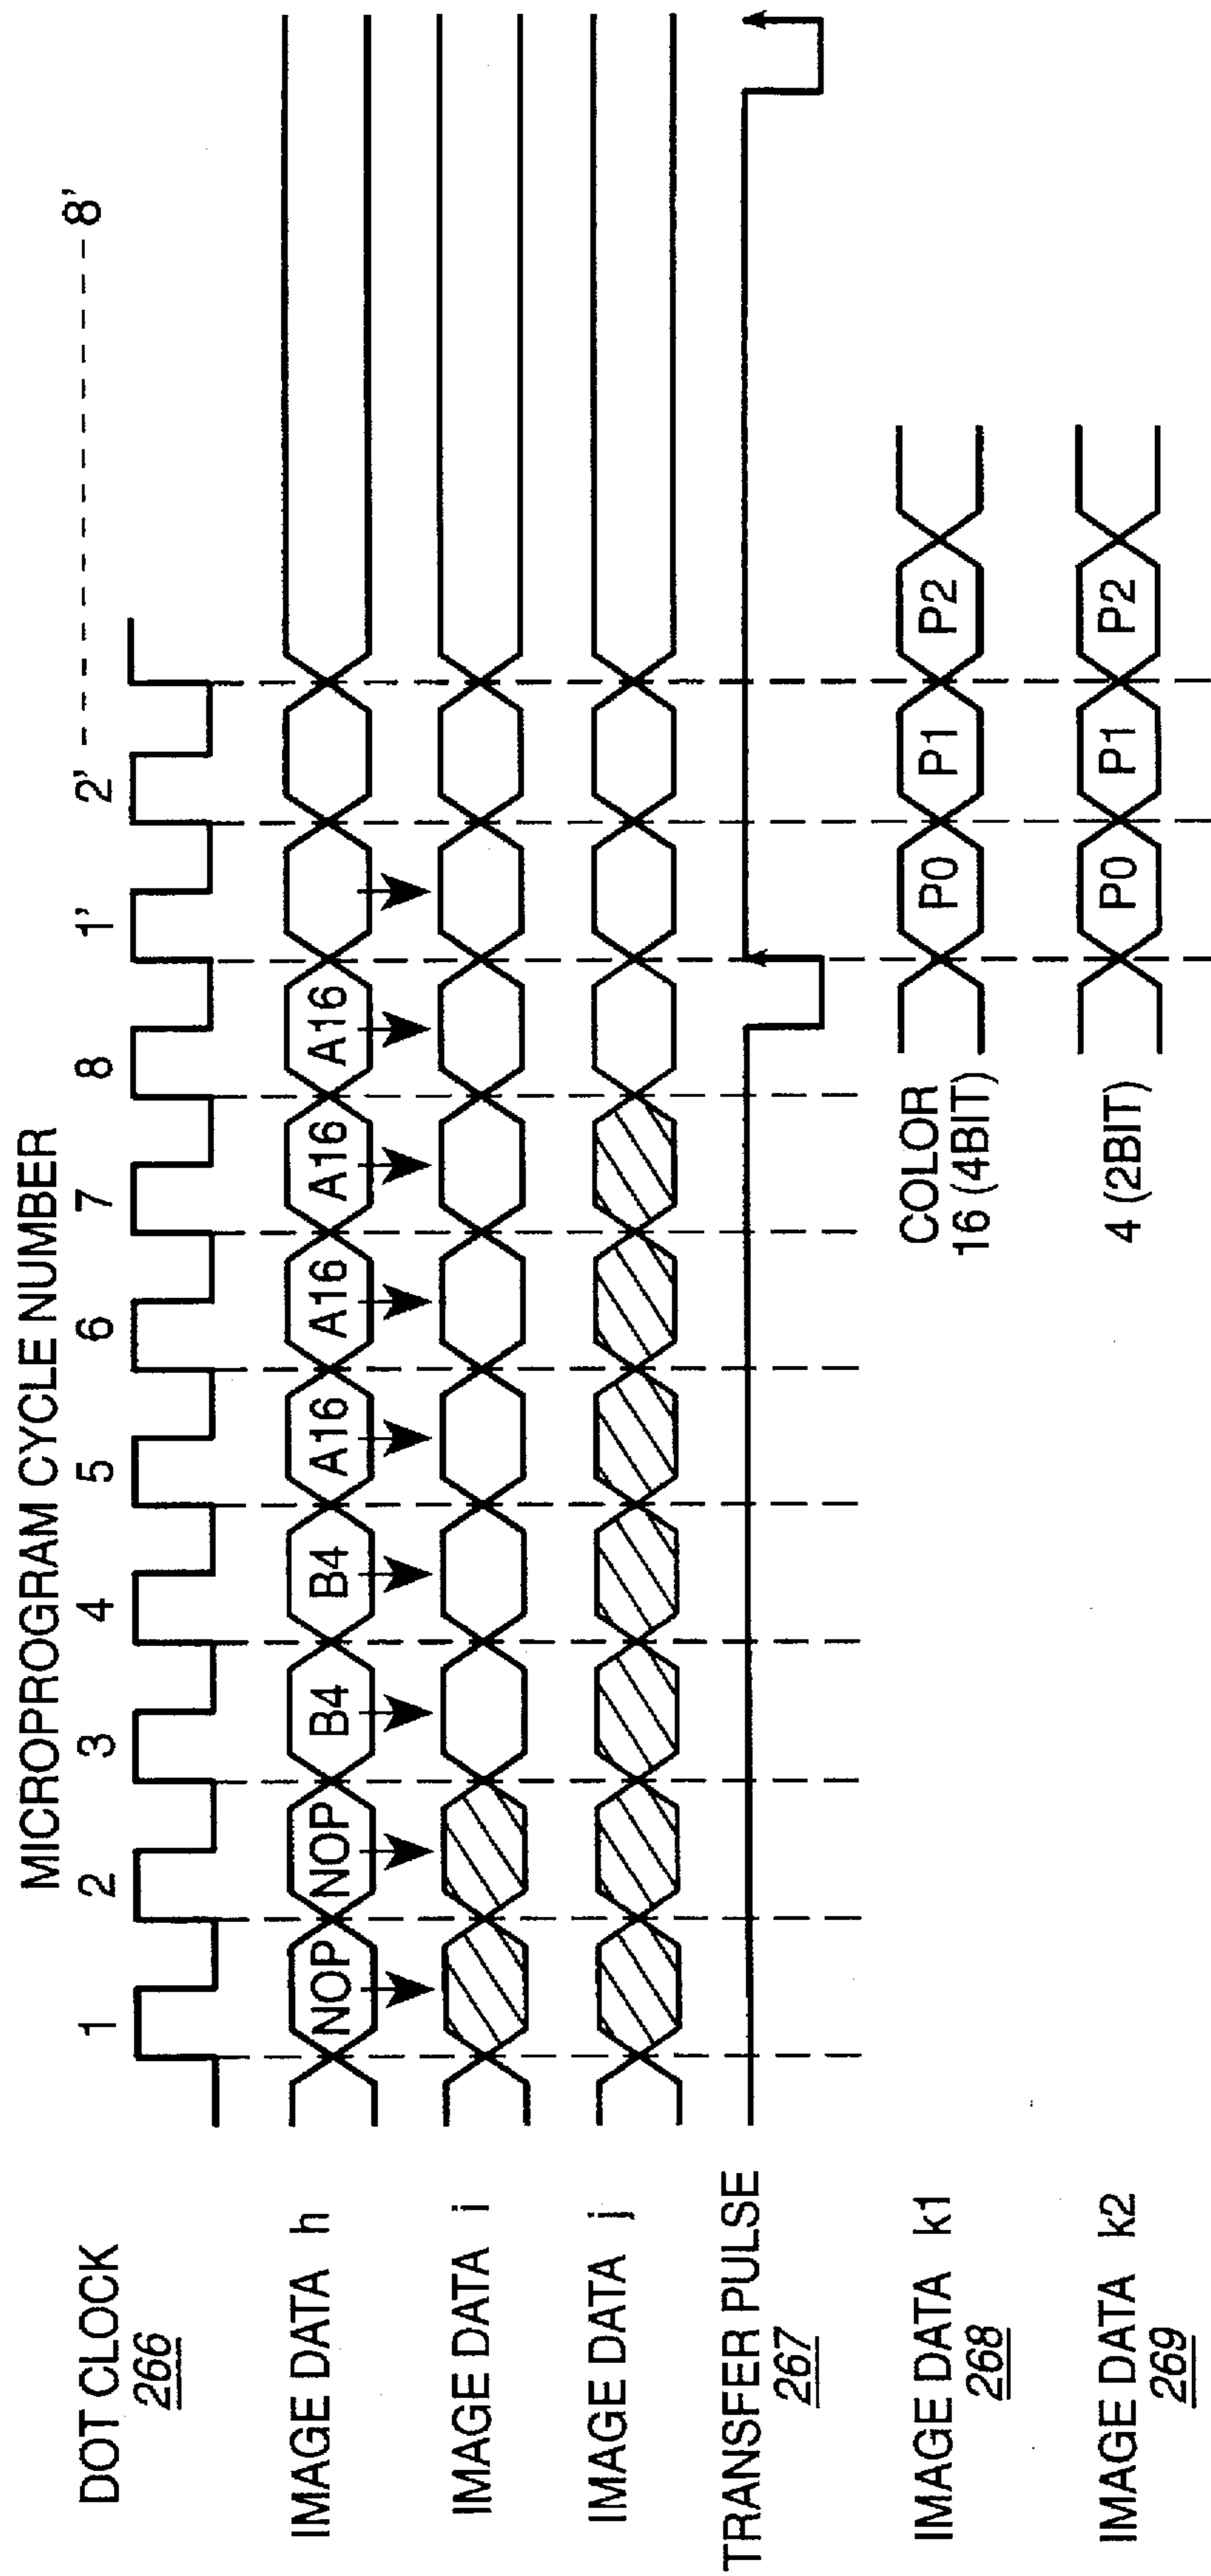 MICROPROGRAM CYCLE NUMBER
1 2 3 4 5 6 7 8 1' 2' 8'
DOT CLOCK
266
IMAGE DATA h
NOP NOP B4 B4 A16 A16 A16 A16
IMAGE DATA i
IMAGE DATA j
TRANSFER PULSE
267
IMAGE DATA k1
268
COLOR
16 (4BIT)
P0 P1 P2
IMAGE DATA k2
269
4 (2BIT)
P0 P1 P2